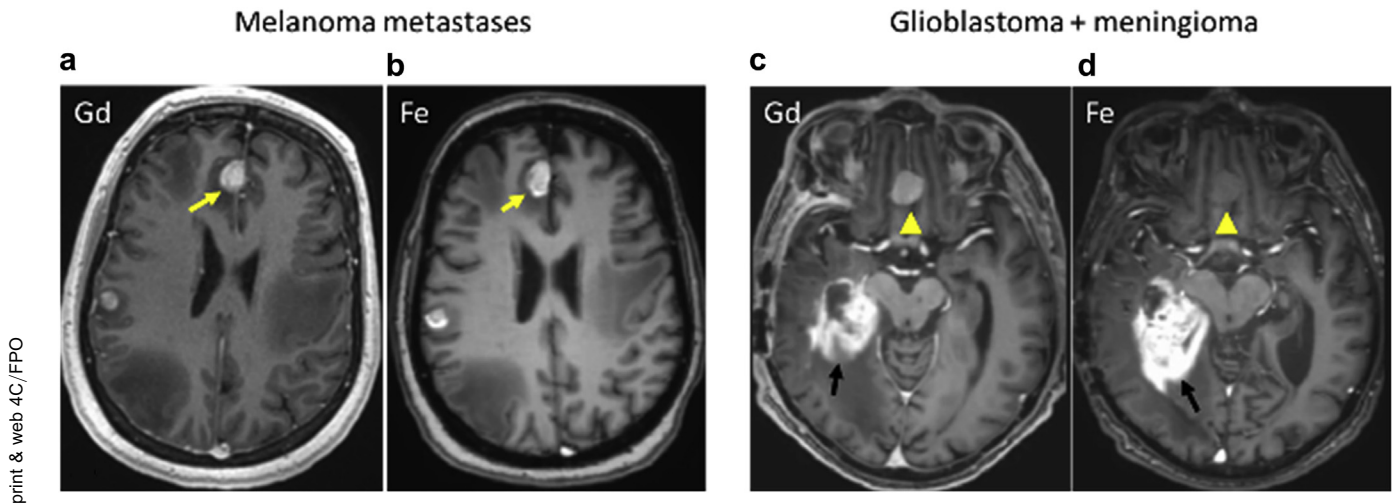 Melanoma metastases
Glioblastoma + meningioma
a
b
c
d
Gd
Fe
Gd
Fe
print & web 4C/FPO